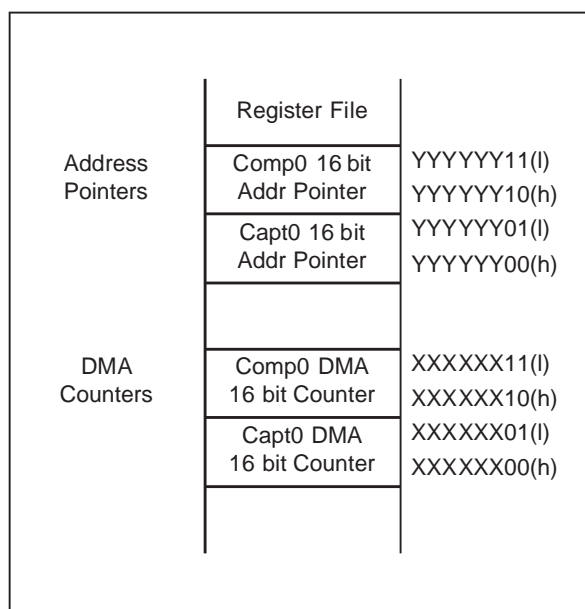 Register File
Address
Pointers
Comp0 16 bit
Addr Pointer
YYYYYY11(l)
YYYYYY10(h)
Capt0 16 bit
Addr Pointer
YYYYYY01(l)
YYYYYY00(h)
DMA
Counters
Comp0 DMA
16 bit Counter
XXXXXX11(l)
XXXXXX10(h)
Capt0 DMA
16 bit Counter
XXXXXX01(l)
XXXXXX00(h)